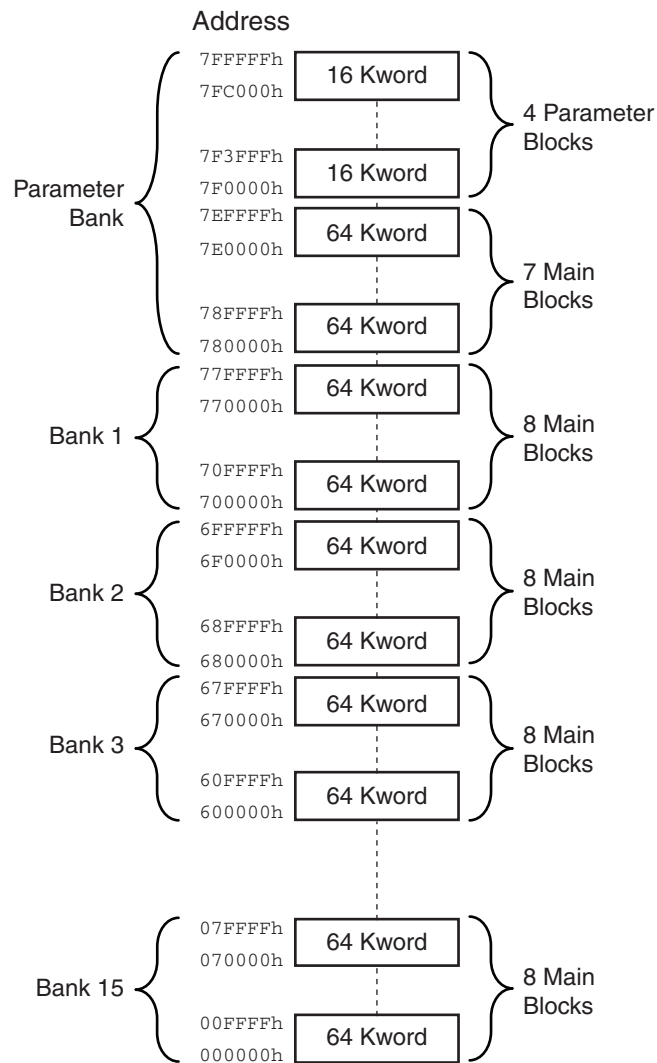 Address
7FFFFFh
7FC000h
16 Kword
4 Parameter
Blocks
7F3FFFh
7F0000h
16 Kword
Parameter
Bank
7EFFFFh
7E0000h
64 Kword
7 Main
Blocks
78FFFFh
780000h
64 Kword
77FFFFh
770000h
64 Kword
Bank 1
8 Main
Blocks
70FFFFh
700000h
64 Kword
6FFFFFh
6F0000h
64 Kword
Bank 2
8 Main
Blocks
68FFFFh
680000h
64 Kword
67FFFFh
670000h
64 Kword
Bank 3
8 Main
Blocks
60FFFFh
600000h
64 Kword
07FFFFh
070000h
64 Kword
Bank 15
8 Main
Blocks
00FFFFh
000000h
64 Kword